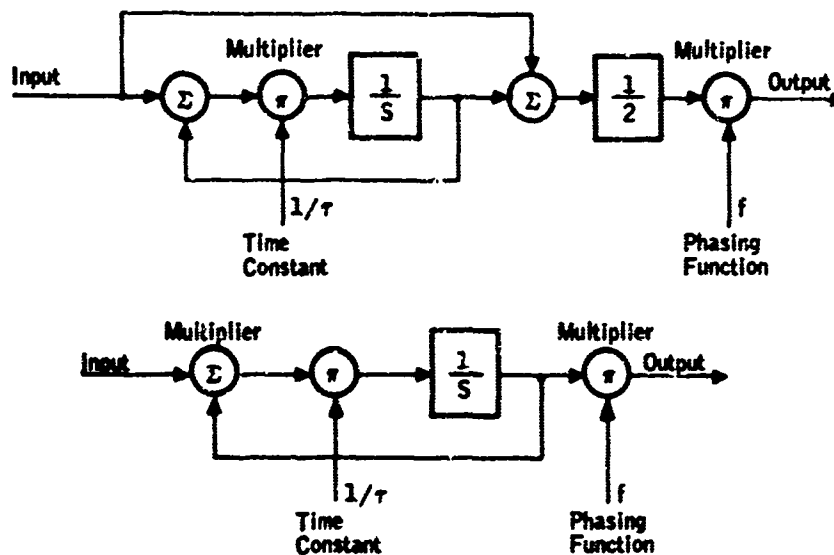 Multiplier Multiplier
Input Σ π 1/S Σ 1/2 π Output
1/τ f
Time Constant Phasing Function
Multiplier Multiplier
Input Σ π 1/S π Output
1/τ f
Time Constant Phasing Function